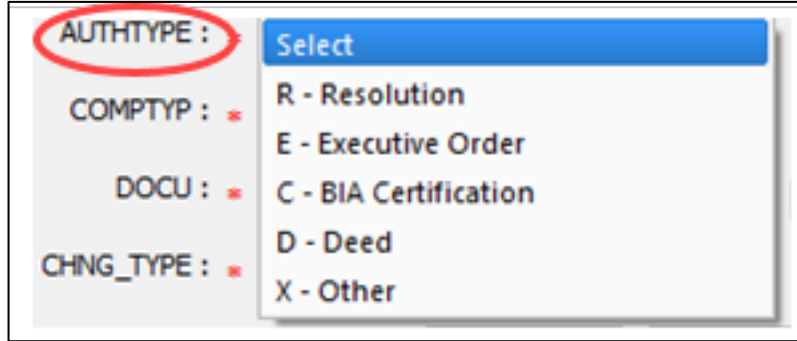 AUTHTYPE : *
Select
R - Resolution
COMPTYP : *
E - Executive Order
DOCU : *
C - BIA Certification
D - Deed
CHNG_TYPE : *
X - Other